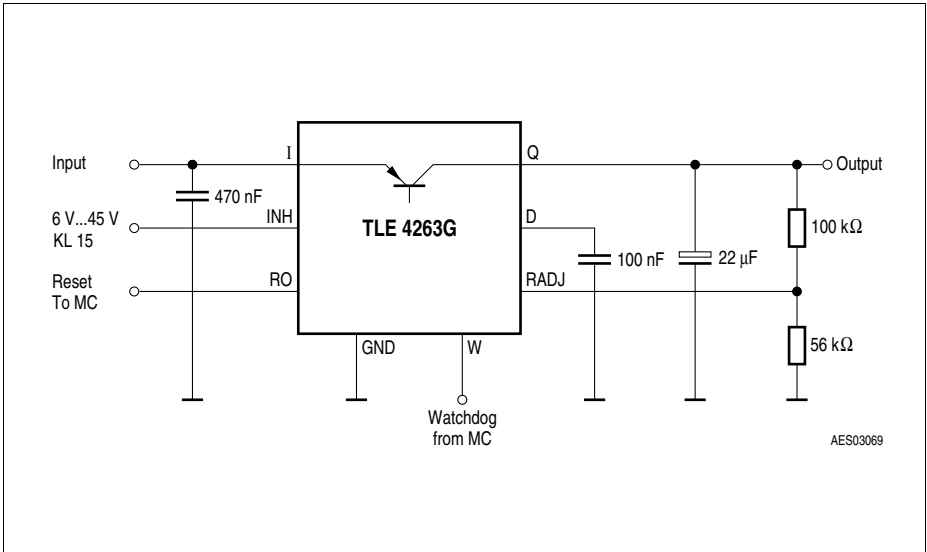 Input
I
Q
Output
470 nF
6 V...45 V
KL 15
INH
TLE 4263G
D
100 kΩ
100 nF
22 μF
Reset
To MC
RO
RADJ
GND
W
56 kΩ
Watchdog
from MC
AES03069